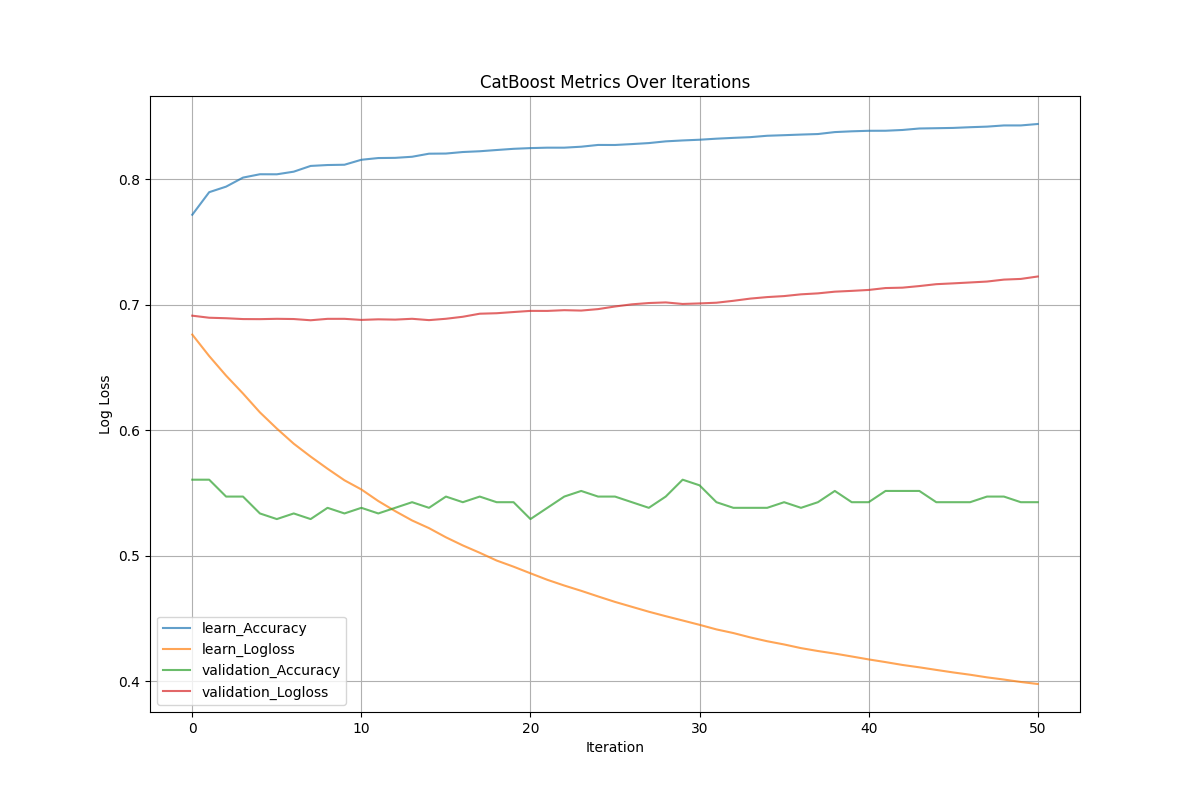 CatBoost Metrics Over Iterations
0.8
0.7
0.6
0.5
0.4
Log Loss
learn_Accuracy
learn_Logloss
validation_Accuracy
validation_Logloss
0 10 20 30 40 50
Iteration